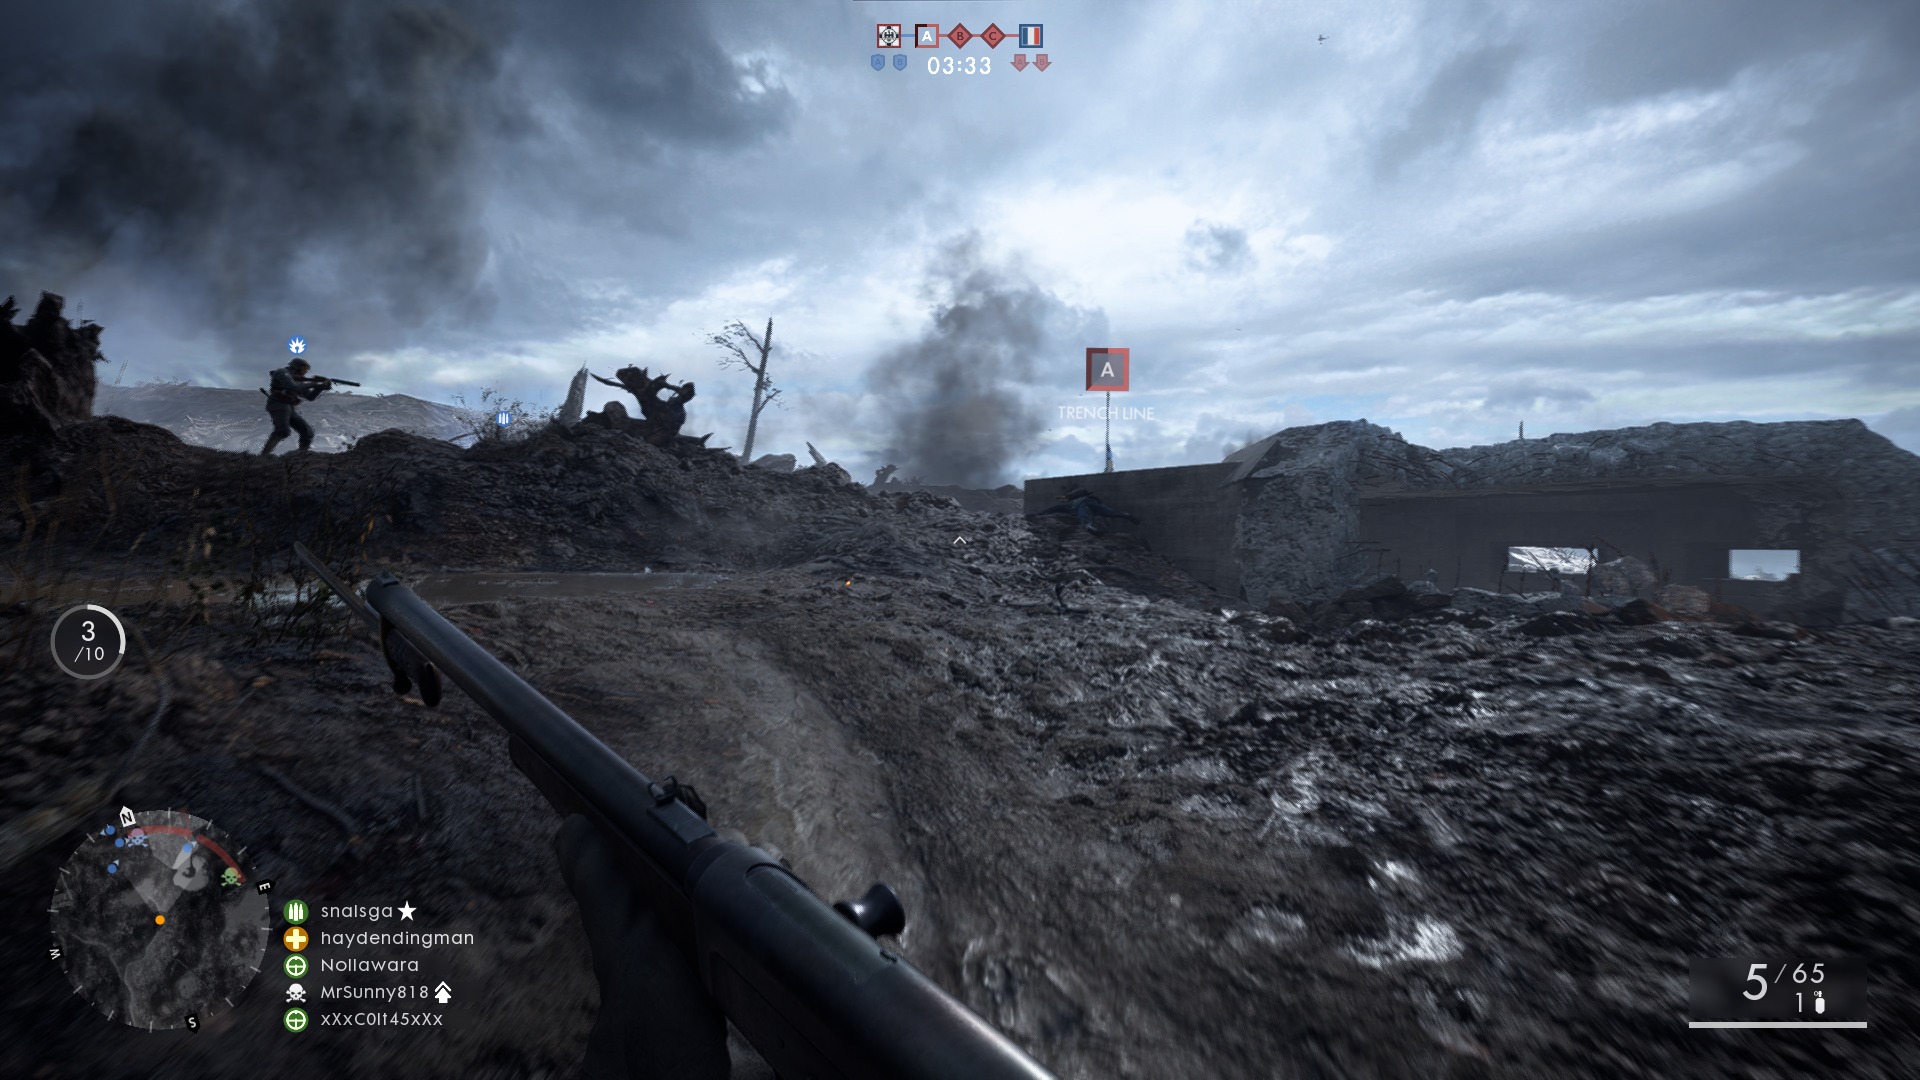 A B C
A B 03:33 A B
A
TRENCH LINE
3
/10
N
E
W
S
snalsga
haydendingman
Nollawara
MrSunny818
xXxC0lt45xXx
5/65
1